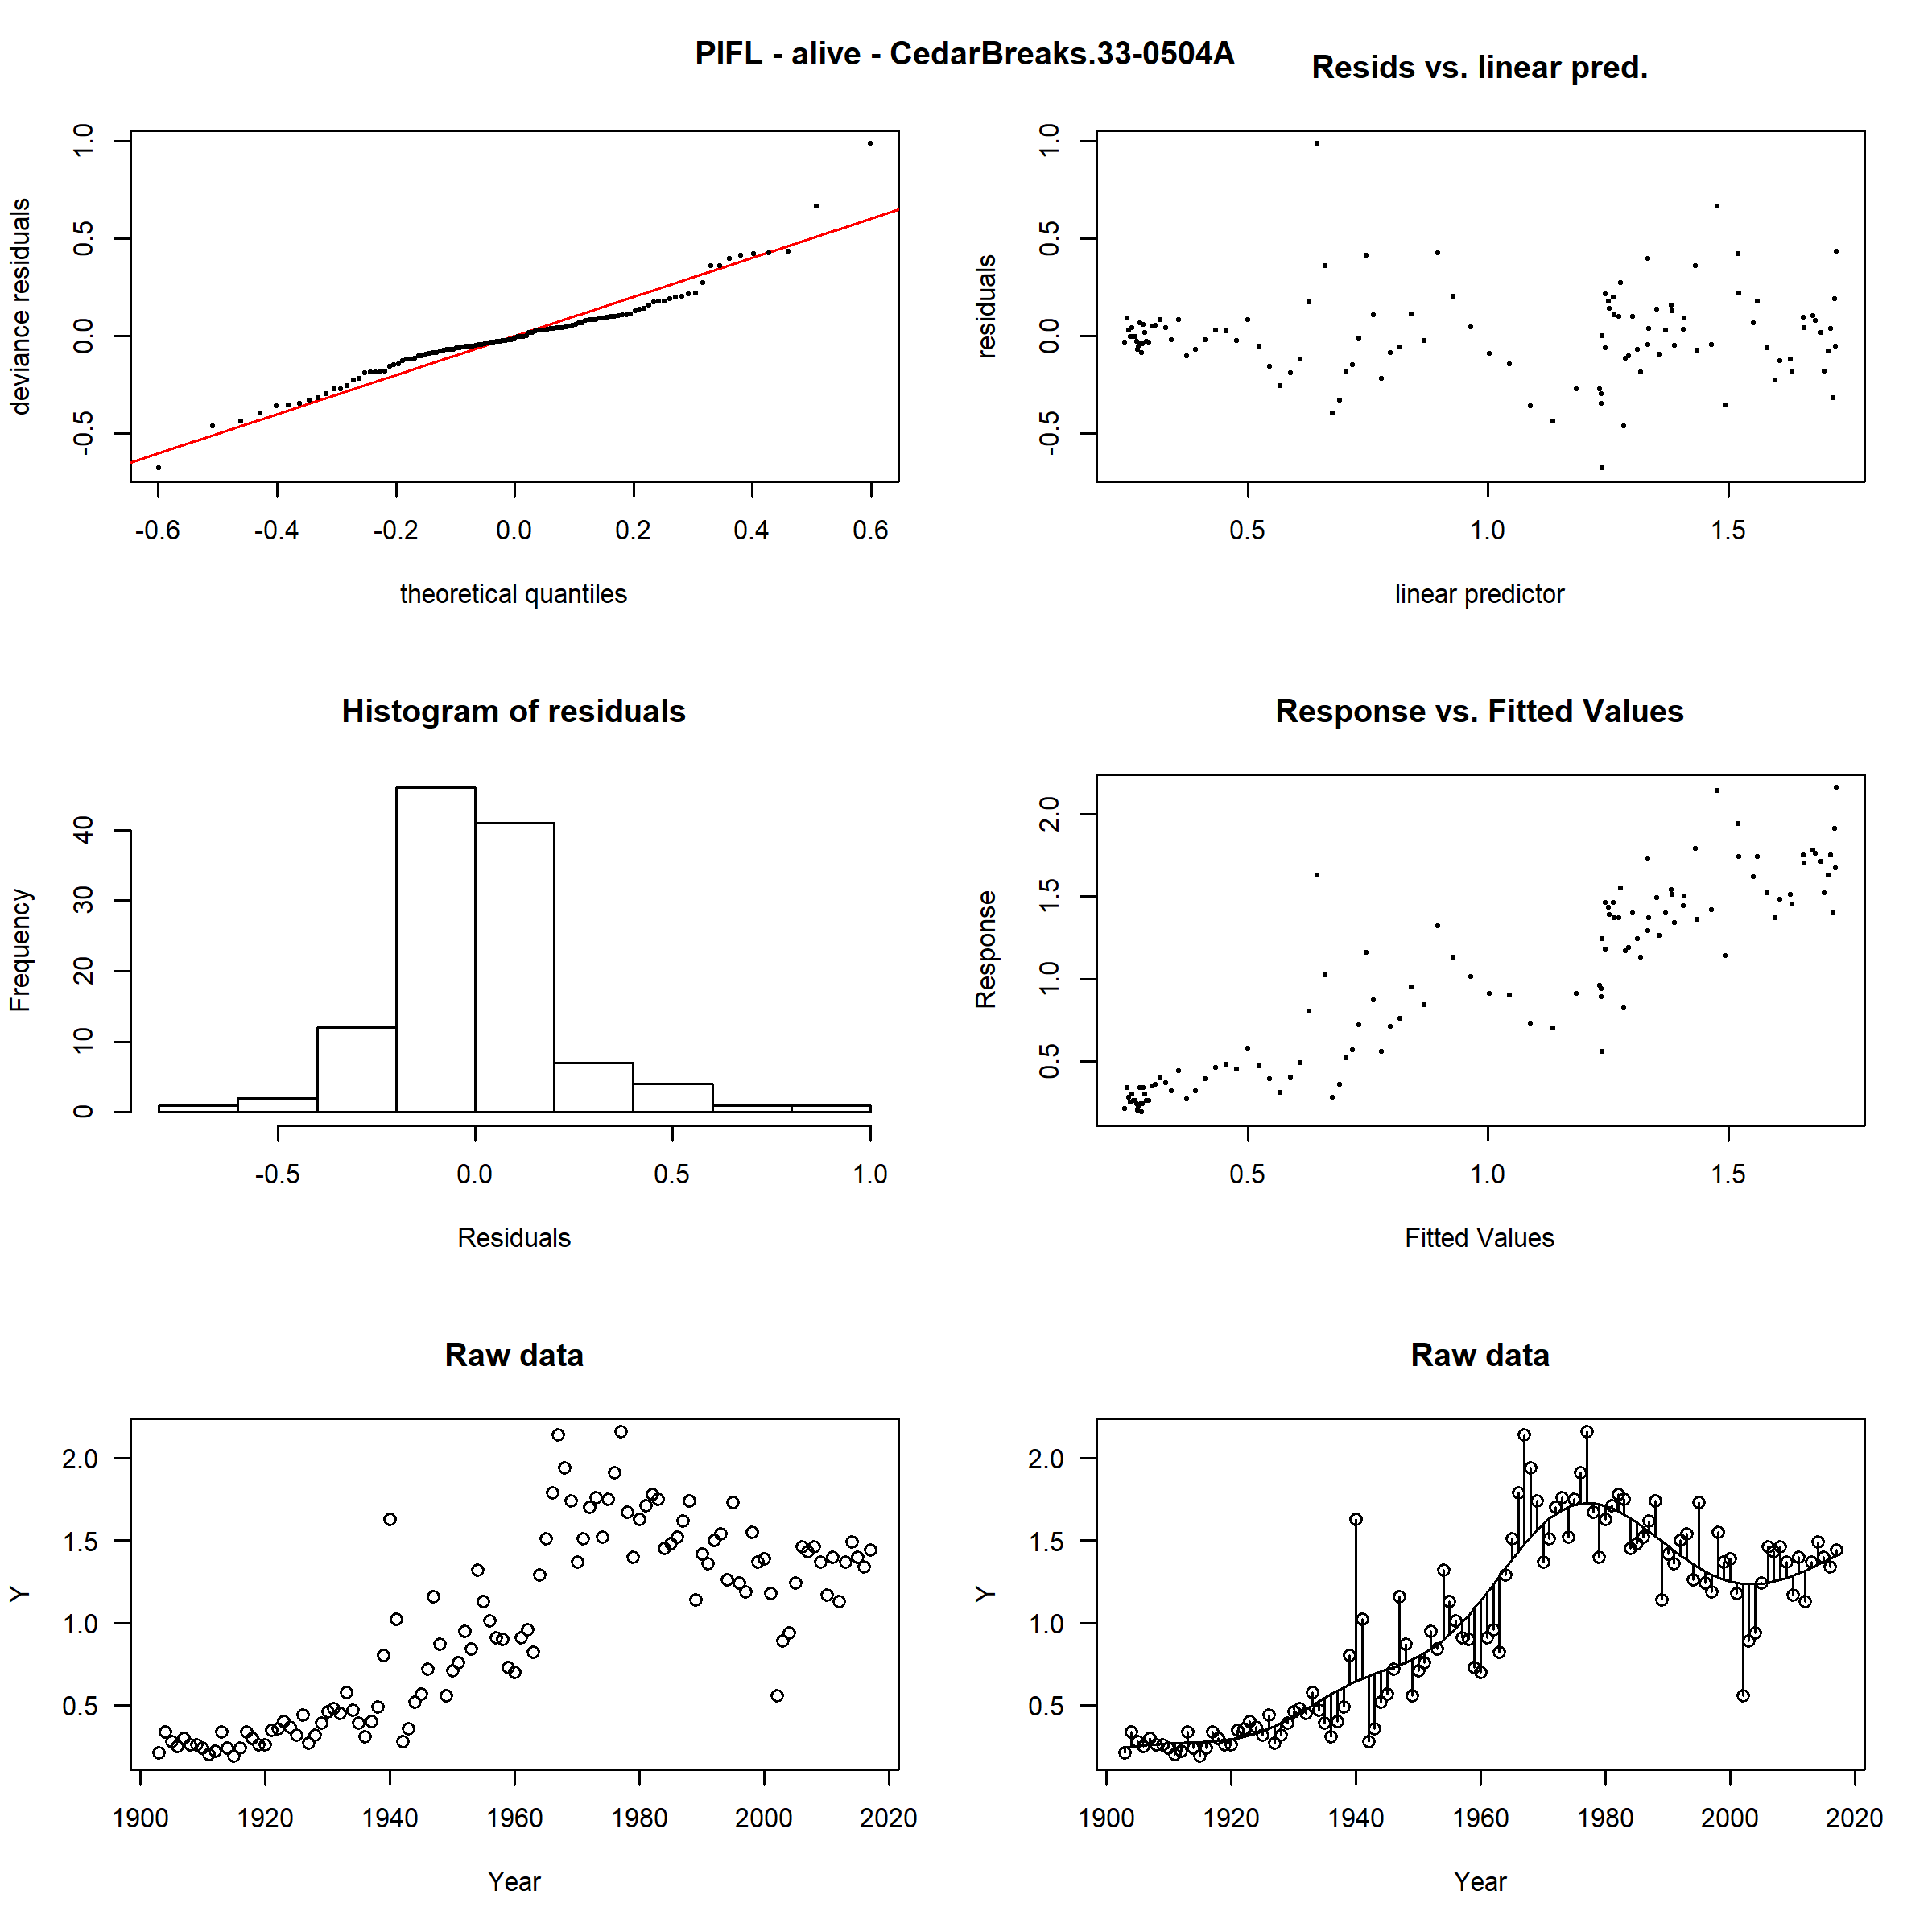 PIFL - alive - CedarBreaks.33-0504A
Resids vs. linear pred.
deviance residuals
-0.5 0.0 0.5 1.0
-0.6 -0.4 -0.2 0.0 0.2 0.4 0.6
theoretical quantiles
residuals
-0.5 0.0 0.5 1.0
0.5 1.0 1.5
linear predictor
Histogram of residuals
Frequency
0 10 20 30 40
-0.5 0.0 0.5 1.0
Residuals
Response vs. Fitted Values
Response
0.5 1.0 1.5 2.0
0.5 1.0 1.5
Fitted Values
Raw data
Y
2.0
1.5
1.0
0.5
1900 1920 1940 1960 1980 2000 2020
Year
Raw data
Y
2.0
1.5
1.0
0.5
1900 1920 1940 1960 1980 2000 2020
Year